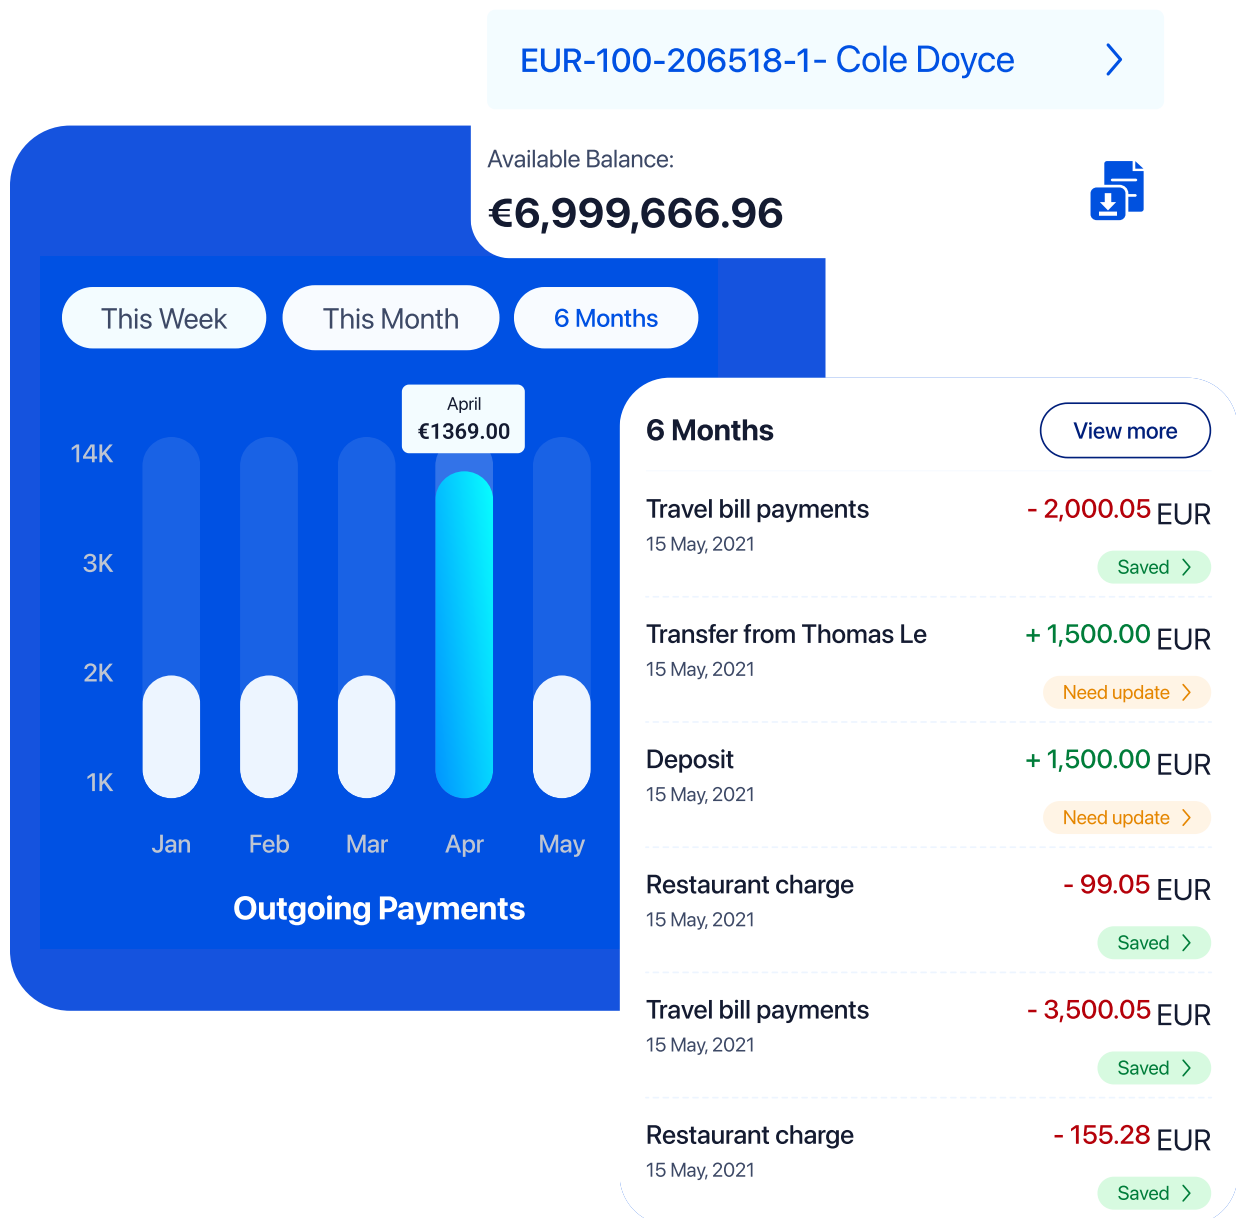 EUR-100-206518-1- Cole Doyce
Available Balance:
€6,999,666.96
This Week
This Month
6 Months
April
€1369.00
14K
3K
2K
1K
Jan
Feb
Mar
Apr
May
Outgoing Payments
6 Months
View more
Travel bill payments
- 2,000.05 EUR
15 May, 2021
Saved
Transfer from Thomas Le
+ 1,500.00 EUR
15 May, 2021
Need update
Deposit
+ 1,500.00 EUR
15 May, 2021
Need update
Restaurant charge
- 99.05 EUR
15 May, 2021
Saved
Travel bill payments
- 3,500.05 EUR
15 May, 2021
Saved
Restaurant charge
- 155.28 EUR
15 May, 2021
Saved